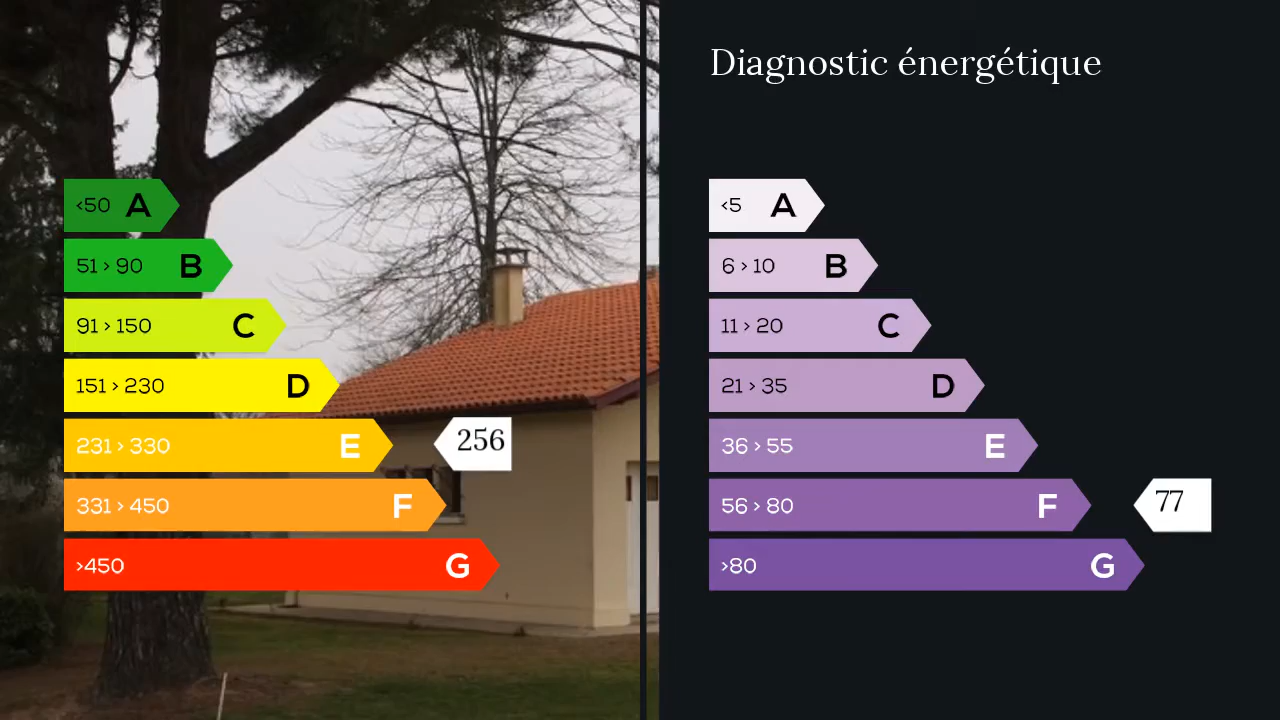 Diagnostic énergétique
<50 A
51 > 90 B
91 > 150 C
151 > 230 D
231 > 330 E
256
331 > 450 F
>450 G
<5 A
6 > 10 B
11 > 20 C
21 > 35 D
36 > 55 E
56 > 80 F
77
>80 G